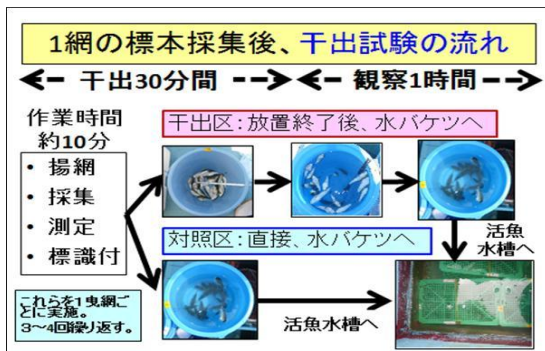 1網の標本採集後、干出試験の流れ
干出30分間
観察1時間
作業時間
約10分
• 揚網
• 採集
• 測定
• 標識付
干出区：放置終了後、水バケツへ
対照区：直接、水バケツへ
活魚
水槽へ
活魚水槽へ
これらを1曳網ご
とに実施。
3～4回繰り返す。